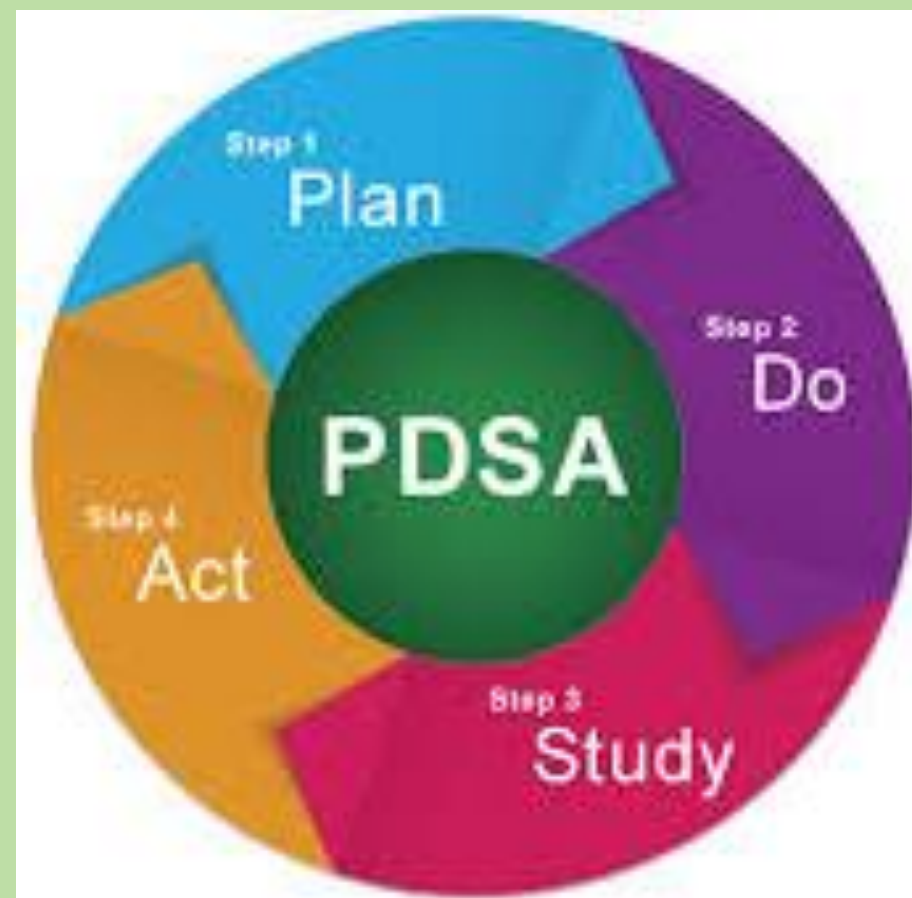 Step 1
Plan
Step 2
Do
Step 3
Study
Step 4
Act
PDSA